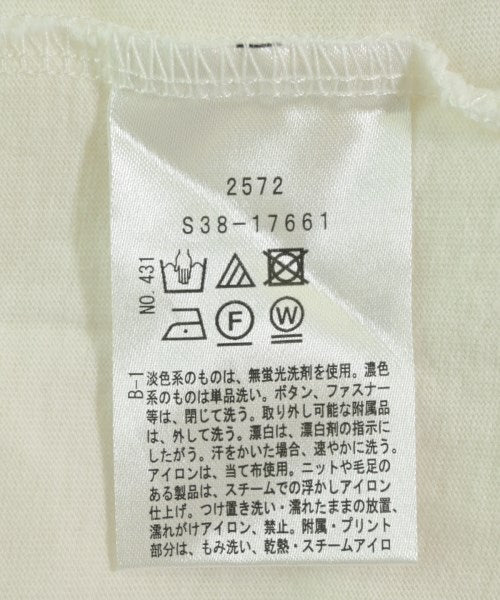 2572
S38-17661
NO.431
F W
B-1
淡色系のものは、無蛍光洗剤を使用。濃色
系のものは単品洗い。ボタン、ファスナー
等は、閉じて洗う。取り外し可能な附属品
は、外して洗う。漂白は、漂白剤の指示に
したがう。汗をかいた場合、速やかに洗う。
アイロンは、当て布使用。ニットや毛足の
ある製品は、スチームでの浮かしアイロン
仕上げ。つけ置き洗い・濡れたままの放置、
濡れがけアイロン、禁止。附属・プリント
部分は、もみ洗い、乾熱・スチームアイロ